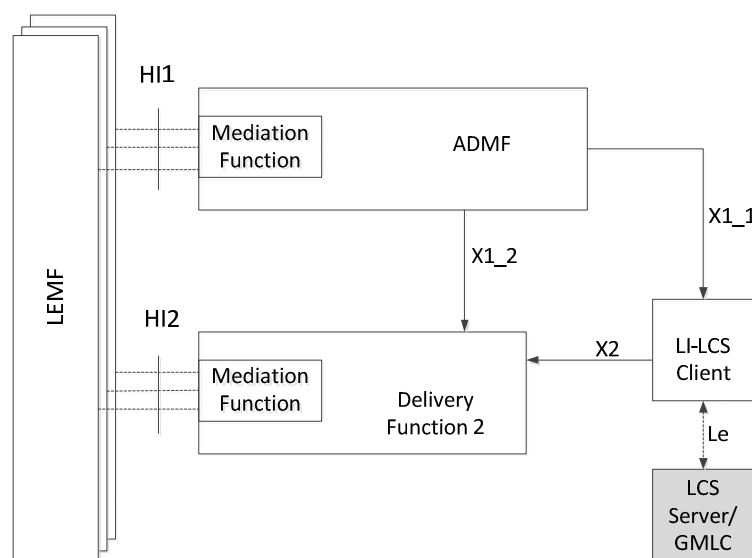 HI1
Mediation
Function
ADMF
X1_1
X1_2
LEMF
HI2
Mediation
Function
Delivery
Function 2
X2
LI-LCS
Client
Le
LCS
Server/
GMLC